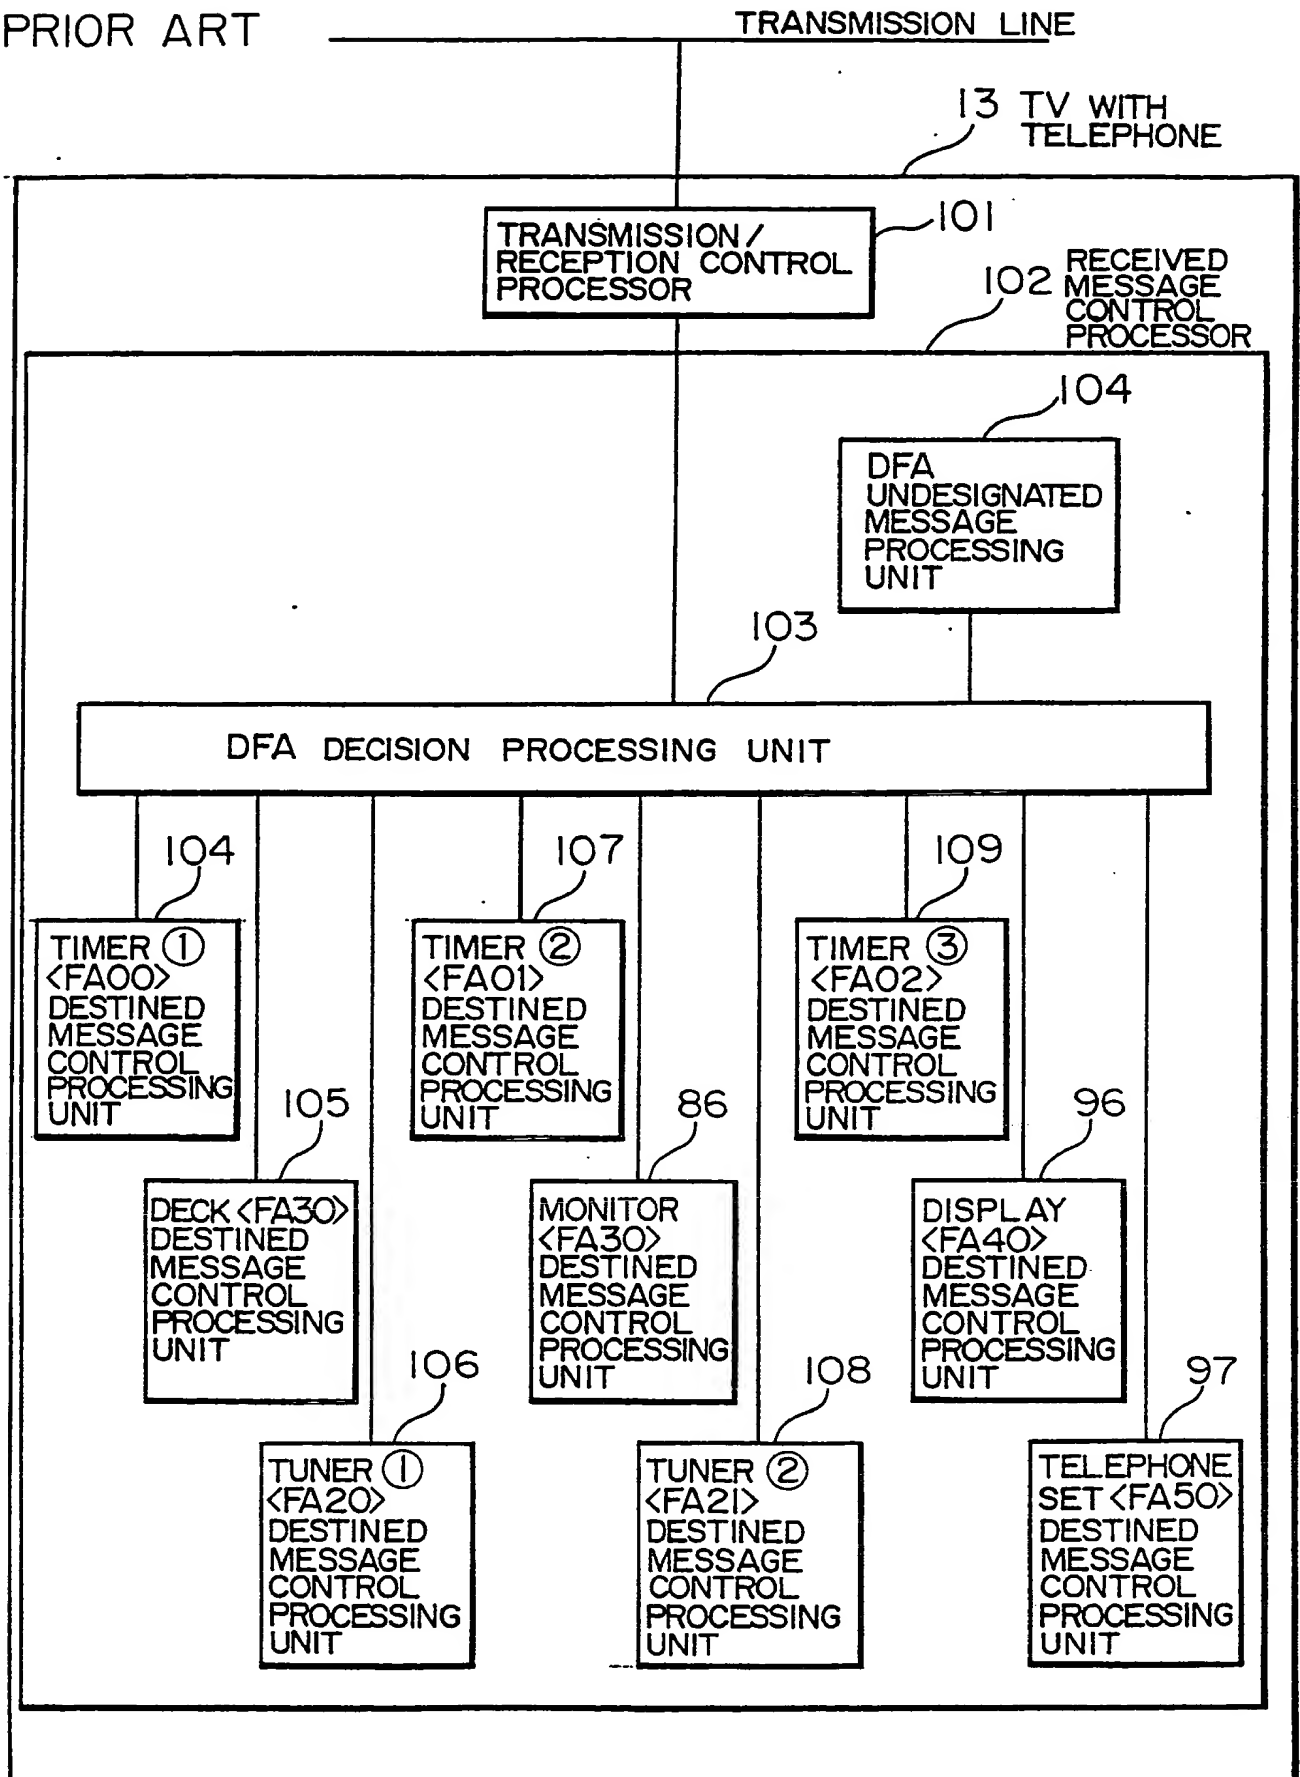 PRIOR ART
TRANSMISSION LINE
13 TV WITH
TELEPHONE
101
TRANSMISSION/
RECEPTION CONTROL
PROCESSOR
102
RECEIVED
MESSAGE
CONTROL
PROCESSOR
104
DFA
UNDESIGNATED
MESSAGE
PROCESSING
UNIT
103
DFA DECISION PROCESSING UNIT
104
TIMER ①
<FA00>
DESTINED
MESSAGE
CONTROL
PROCESSING
UNIT
107
TIMER ②
<FA01>
DESTINED
MESSAGE
CONTROL
PROCESSING
UNIT
109
TIMER ③
<FA02>
DESTINED
MESSAGE
CONTROL
PROCESSING
UNIT
105
DECK <FA30>
DESTINED
MESSAGE
CONTROL
PROCESSING
UNIT
86
MONITOR
<FA30>
DESTINED
MESSAGE
CONTROL
PROCESSING
UNIT
96
DISPLAY
<FA40>
DESTINED
MESSAGE
CONTROL
PROCESSING
UNIT
106
TUNER ①
<FA20>
DESTINED
MESSAGE
CONTROL
PROCESSING
UNIT
108
TUNER ②
<FA21>
DESTINED
MESSAGE
CONTROL
PROCESSING
UNIT
97
TELEPHONE
SET <FA50>
DESTINED
MESSAGE
CONTROL
PROCESSING
UNIT